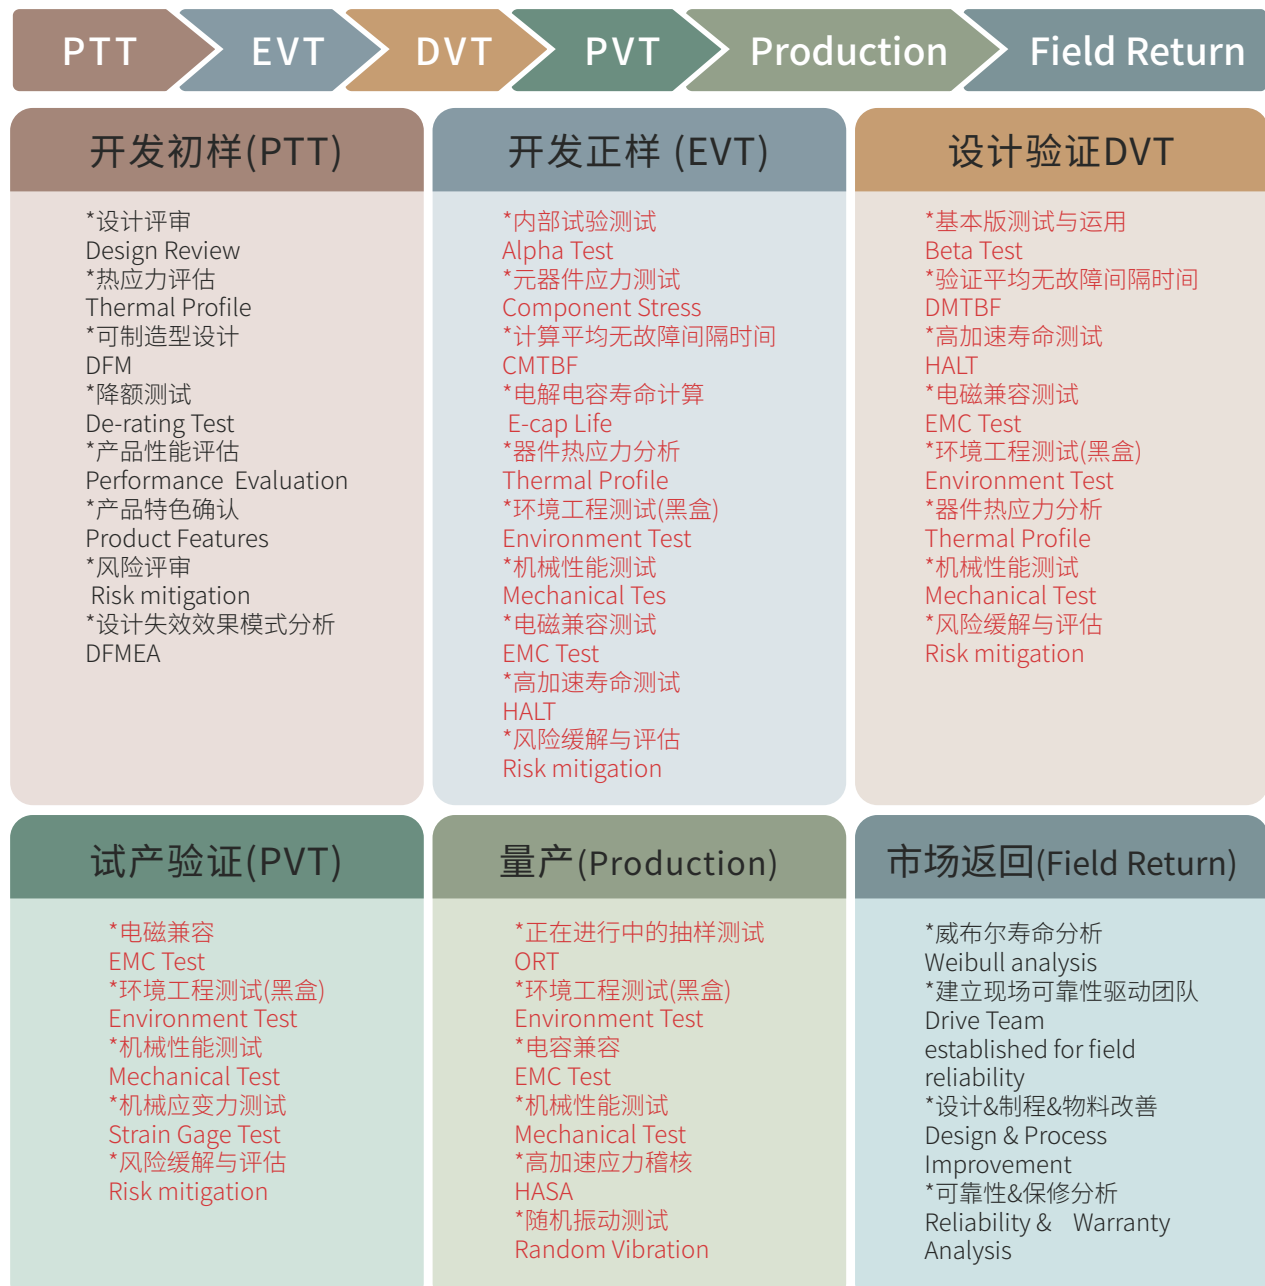 PTT
EVT
DVT
PVT
Production
Field Return
开发初样(PTT)
*设计评审
Design Review
*热应力评估
Thermal Profile
*可制造型设计
DFM
*降额测试
De-rating Test
*产品性能评估
Performance Evaluation
*产品特色确认
Product Features
*风险评审
Risk mitigation
*设计失效效果模式分析
DFMEA
开发正样 (EVT)
*内部试验测试
Alpha Test
*元器件应力测试
Component Stress
*计算平均无故障间隔时间
CMTBF
*电解电容寿命计算
E-cap Life
*器件热应力分析
Thermal Profile
*环境工程测试(黑盒)
Environment Test
*机械性能测试
Mechanical Tes
*电磁兼容测试
EMC Test
*高加速寿命测试
HALT
*风险缓解与评估
Risk mitigation
设计验证DVT
*基本版测试与运用
Beta Test
*验证平均无故障间隔时间
DMTBF
*高加速寿命测试
HALT
*电磁兼容测试
EMC Test
*环境工程测试(黑盒)
Environment Test
*器件热应力分析
Thermal Profile
*机械性能测试
Mechanical Test
*风险缓解与评估
Risk mitigation
试产验证(PVT)
*电磁兼容
EMC Test
*环境工程测试(黑盒)
Environment Test
*机械性能测试
Mechanical Test
*机械应变力测试
Strain Gage Test
*风险缓解与评估
Risk mitigation
量产(Production)
*正在进行中的抽样测试
ORT
*环境工程测试(黑盒)
Environment Test
*电容兼容
EMC Test
*机械性能测试
Mechanical Test
*高加速应力稽核
HASA
*随机振动测试
Random Vibration
市场返回(Field Return)
*威布尔寿命分析
Weibull analysis
*建立现场可靠性驱动团队
Drive Team
established for field
reliability
*设计&制程&物料改善
Design & Process
Improvement
*可靠性&保修分析
Reliability & Warranty
Analysis